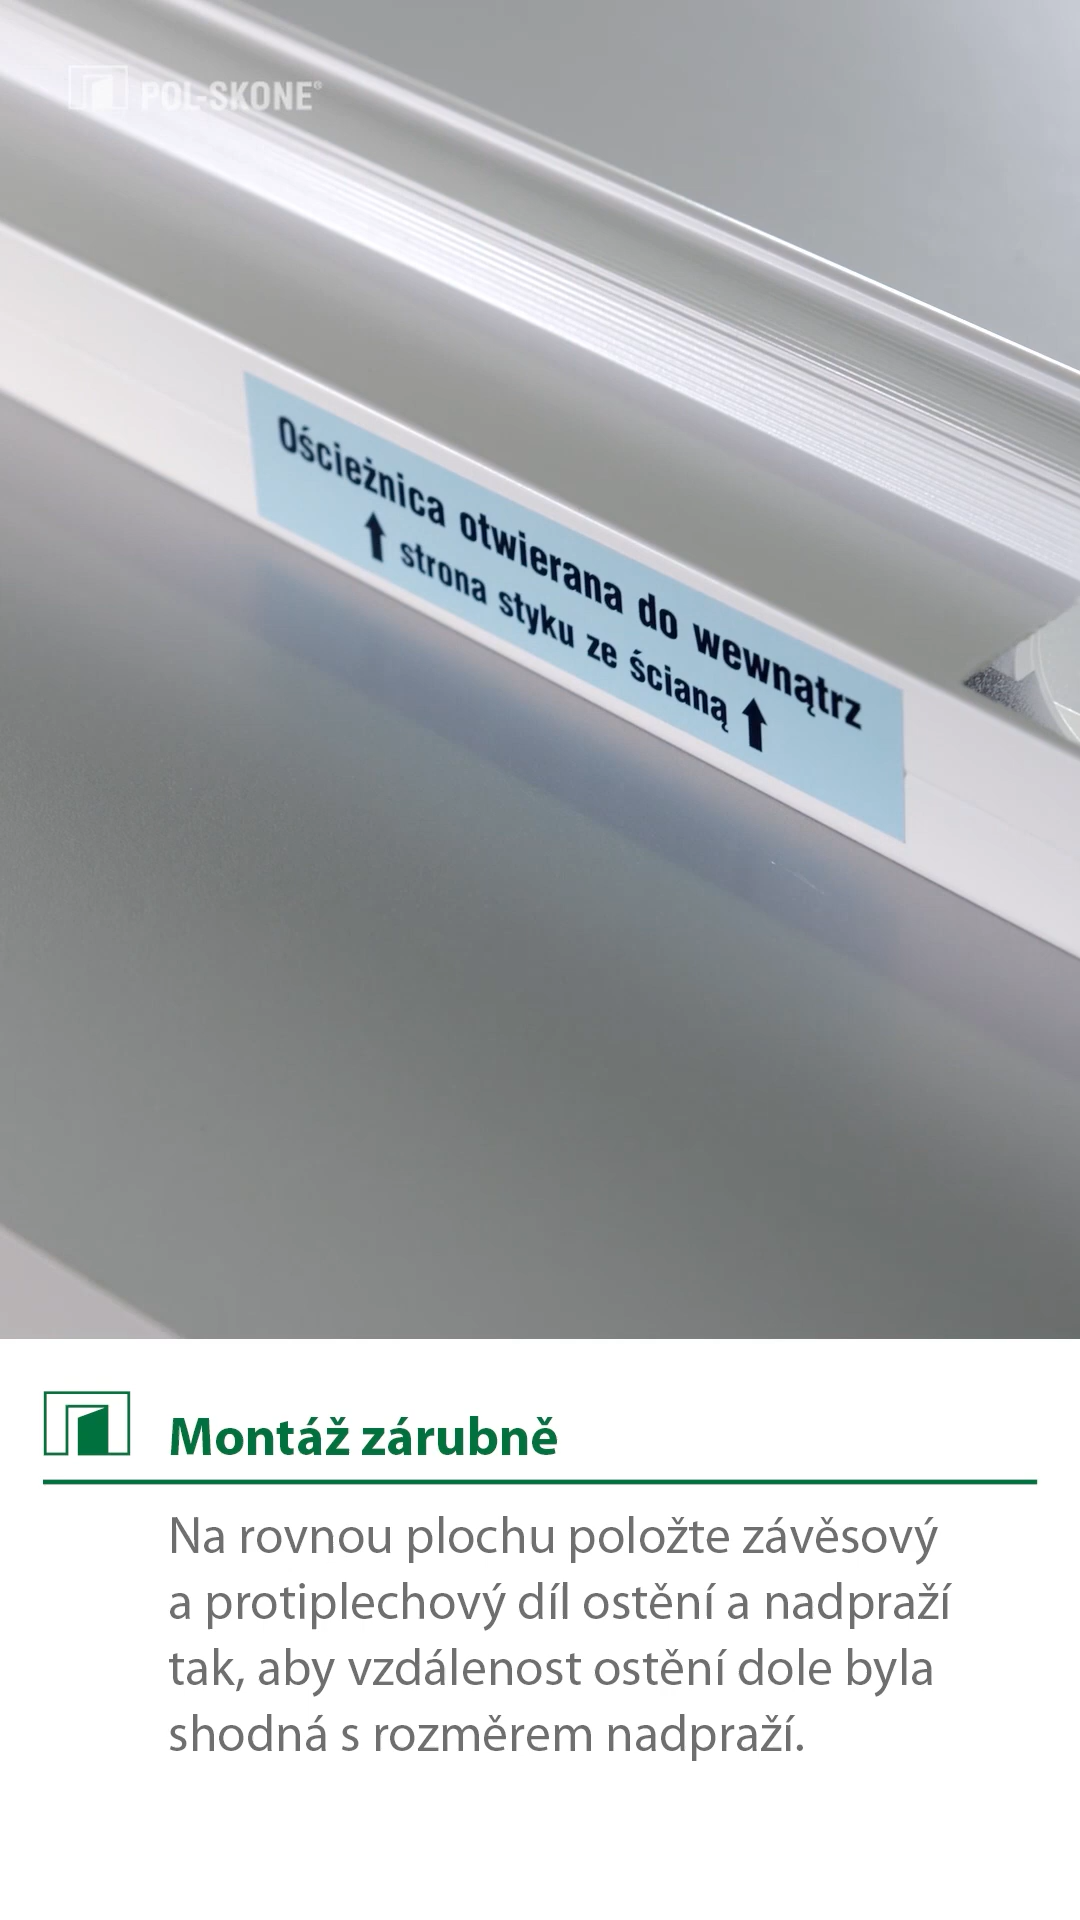 POL-SKONE®
Ościeżnica otwierana do wewnątrz
↑ strona styku ze ścianą ↑
Montáž zárubně
Na rovnou plochu položte závěsový
a protiplechový díl ostění a nadpraží
tak, aby vzdálenost ostění dole byla
shodná s rozměrem nadpraží.